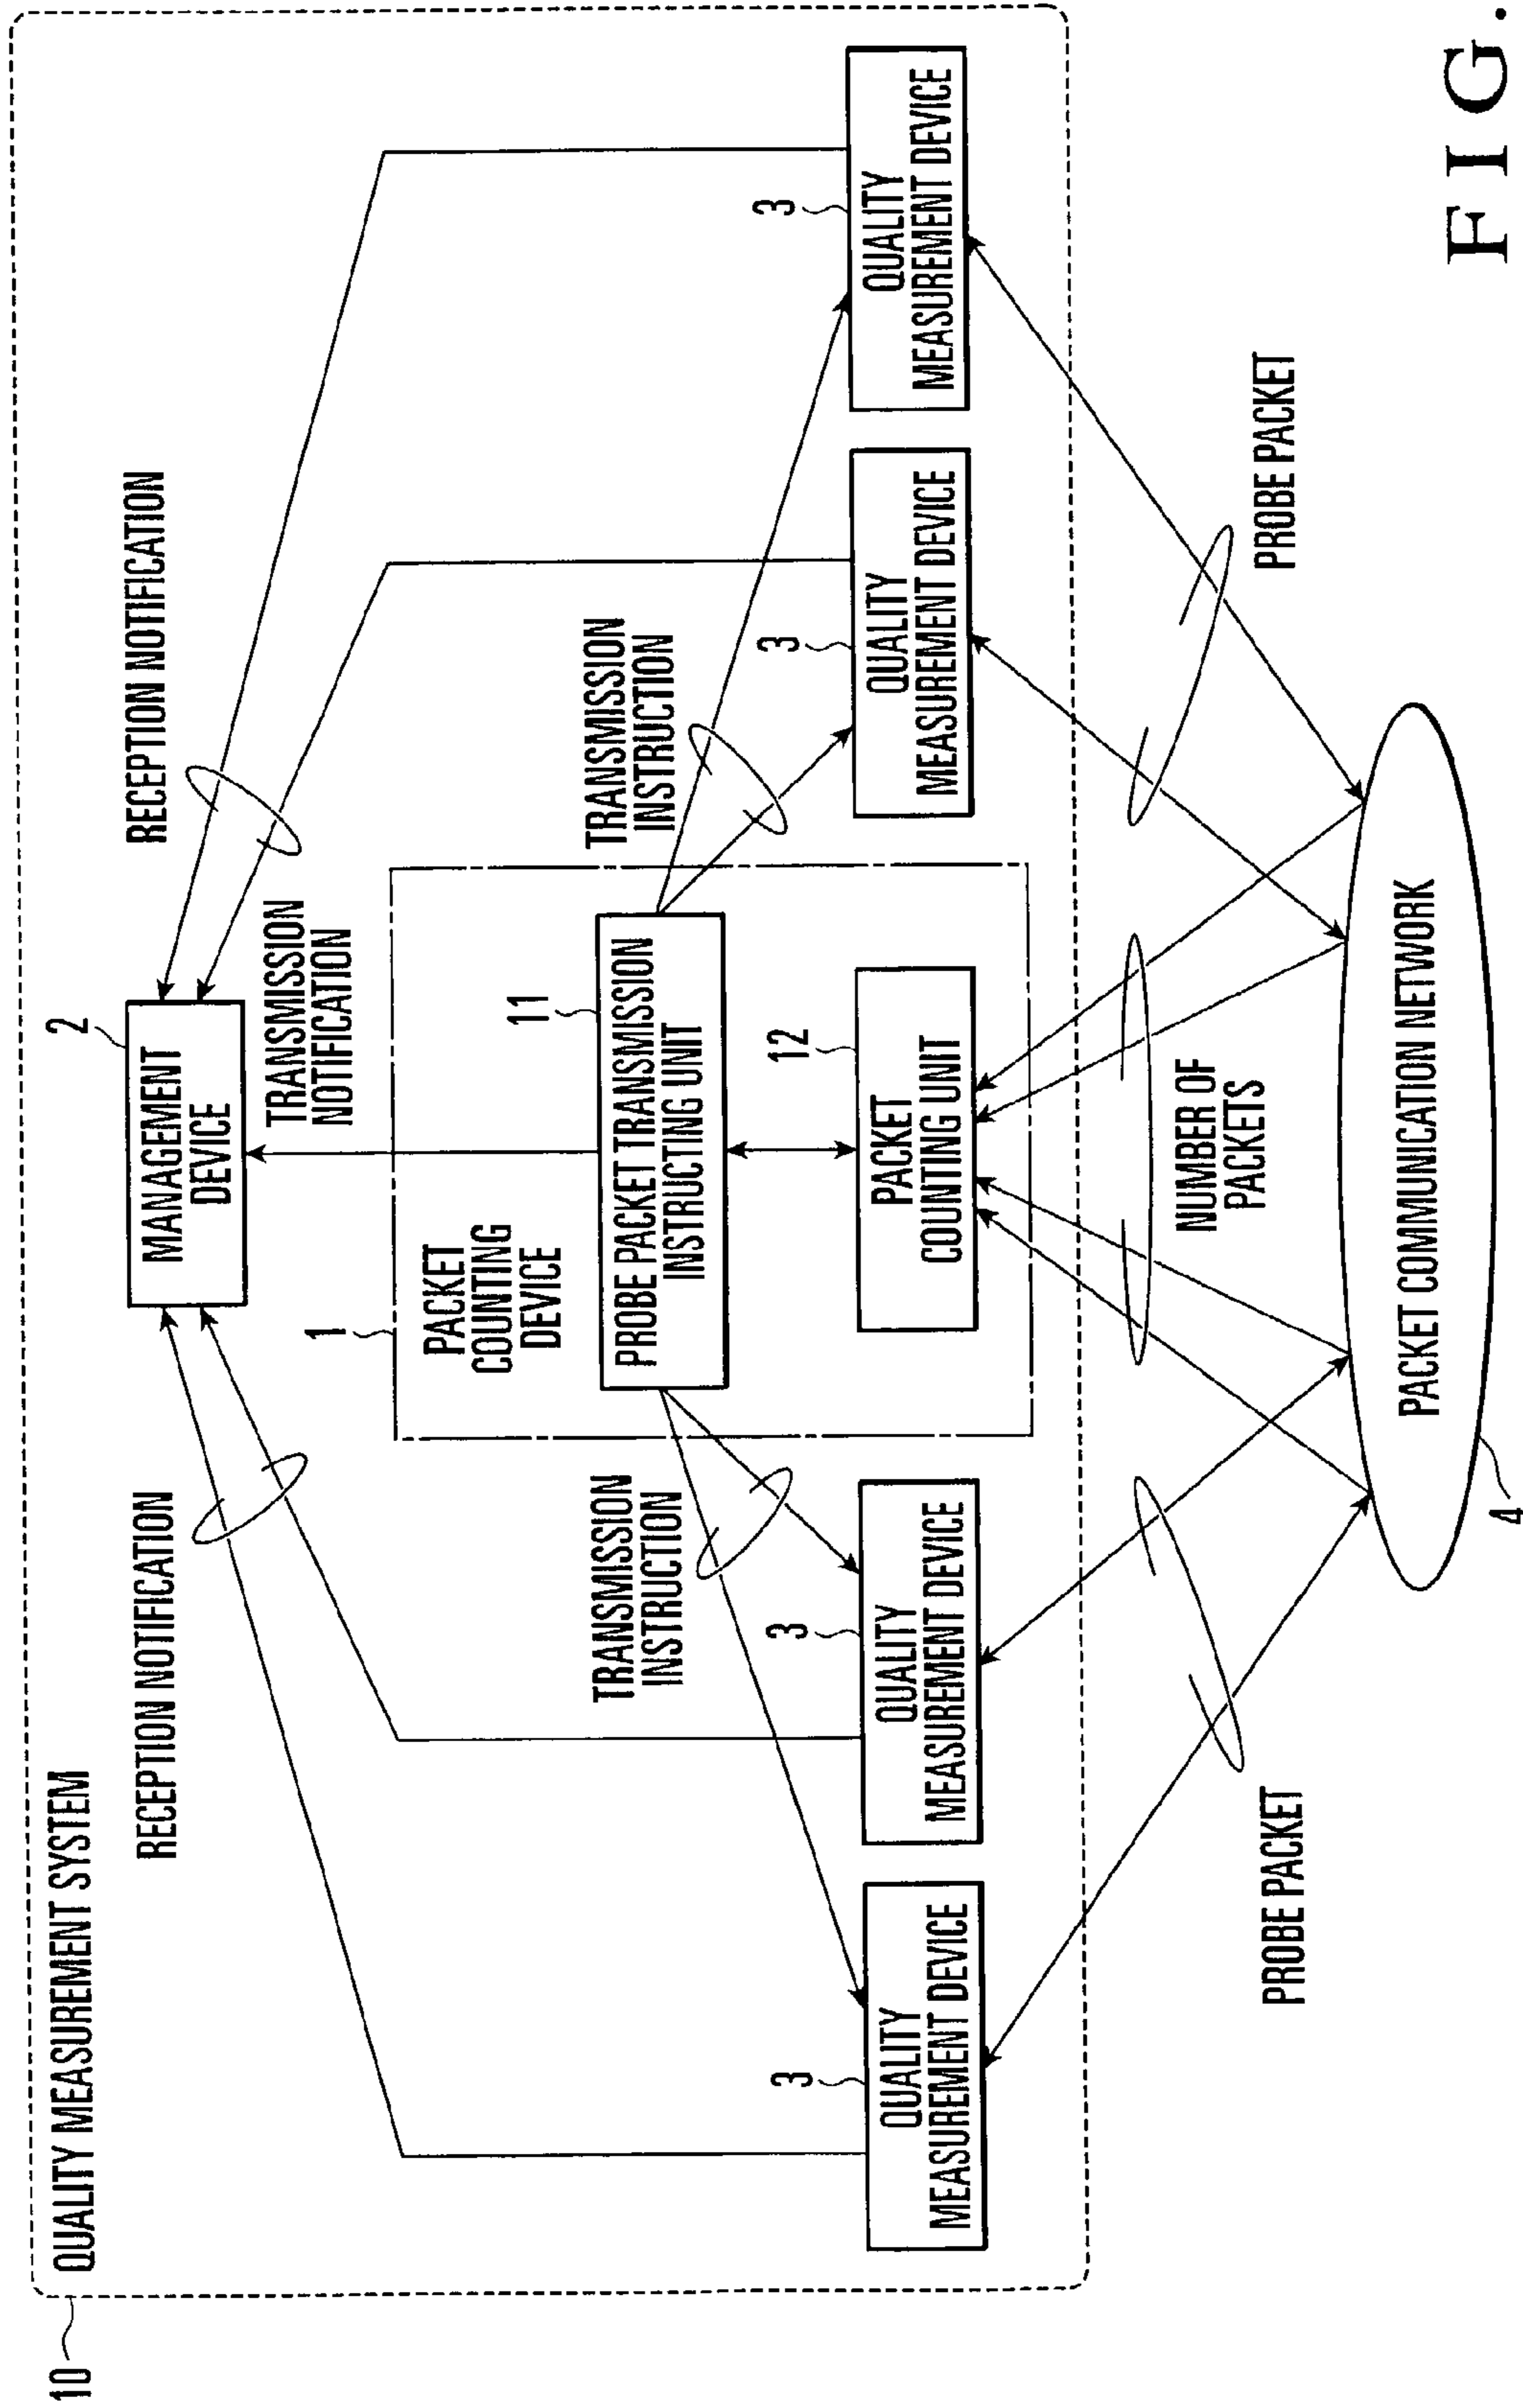 10
QUALITY MEASUREMENT SYSTEM
2
MANAGEMENT
DEVICE
RECEPTION NOTIFICATION
RECEPTION NOTIFICATION
TRANSMISSION
NOTIFICATION
1
PACKET
COUNTING
DEVICE
11
PROBE PACKET TRANSMISSION
INSTRUCTING UNIT
TRANSMISSION
INSTRUCTION
TRANSMISSION
INSTRUCTION
12
PACKET
COUNTING UNIT
3
QUALITY
MEASUREMENT DEVICE
3
QUALITY
MEASUREMENT DEVICE
3
QUALITY
MEASUREMENT DEVICE
3
QUALITY
MEASUREMENT DEVICE
PROBE PACKET
NUMBER OF
PACKETS
PROBE PACKET
PACKET COMMUNICATION NETWORK
4
FIG.